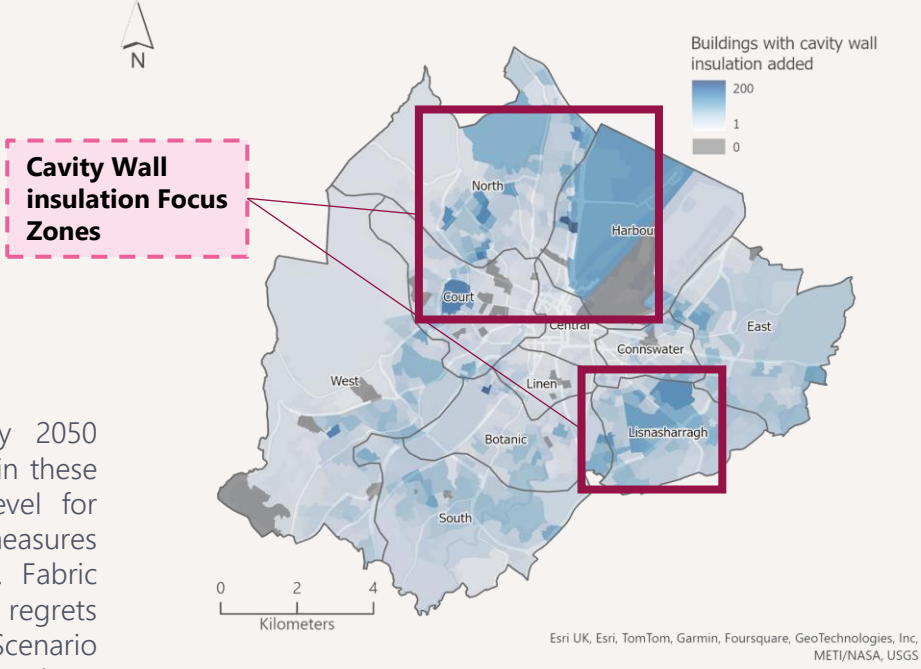 N
Buildings with cavity wall
insulation added
200
1
0
Cavity Wall
insulation Focus
Zones
North
Harbour
Court
Central
East
Connswater
West
Linen
Lisnasharragh
Botanic
South
2050
in these
evel for
measures
Fabric
regrets
Scenario
0 2 4
Kilometers
Esri UK, Esri, TomTom, Garmin, Foursquare, GeoTechnologies, Inc,
METI/NASA, USGS